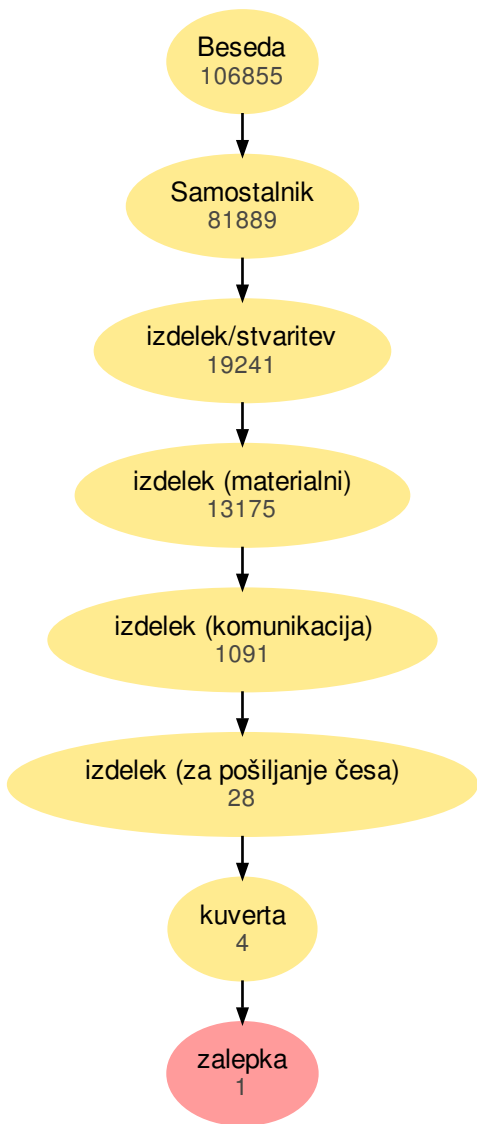 Beseda
106855
Samostalnik
81889
izdelek/stvaritev
19241
izdelek (materialni)
13175
izdelek (komunikacija)
1091
izdelek (za pošiljanje česa)
28
kuverta
4
zalepka
1